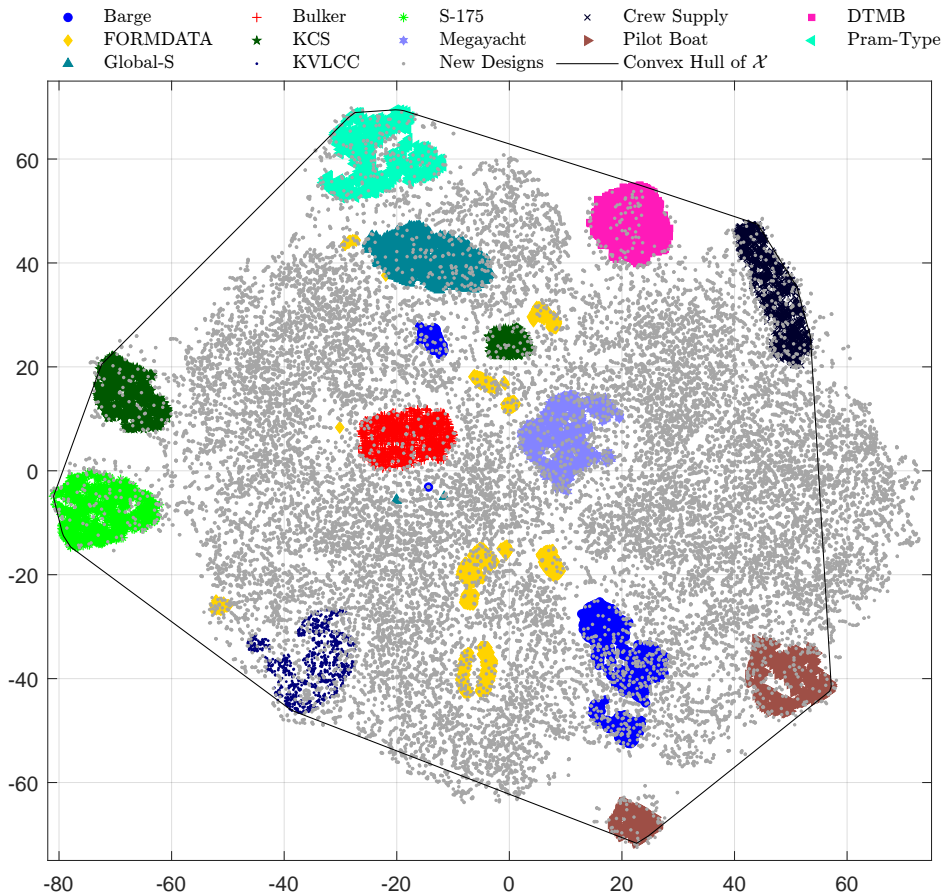 Barge Bulker S-175 Crew Supply DTMB
FORMDATA KCS Megayacht Pilot Boat Pram-Type
Global-S KVLCC New Designs Convex Hull of 𝒳
60
40
20
0
-20
-40
-60
-80 -60 -40 -20 0 20 40 60